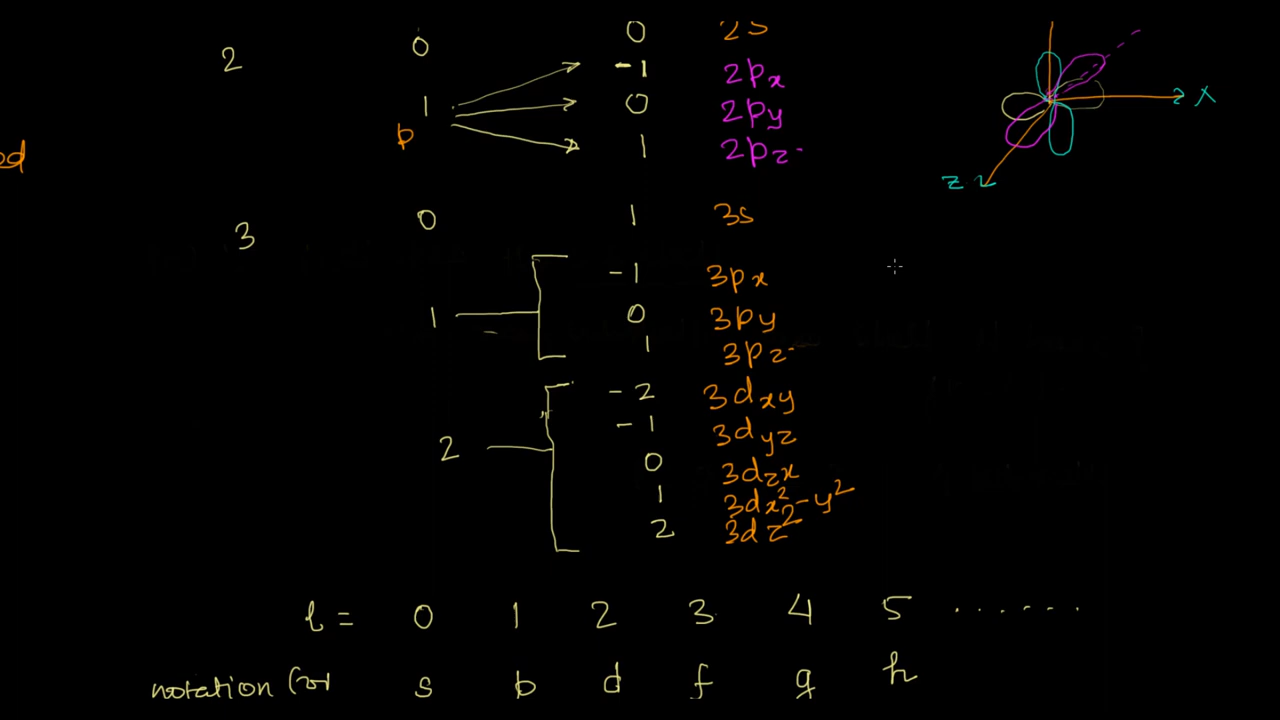 2 0 0 2s
-1 2px
1 0 2py
p 1 2pz
od
X
z
3 0 1 3s
-1 3px
1 0 3py
1 3pz
-2 3dxy
-1 3dyz
2 0 3dzx
1 3dx²-y²
2 3dz²
l = 0 1 2 3 4 5 ......
notation (or s p d f g h